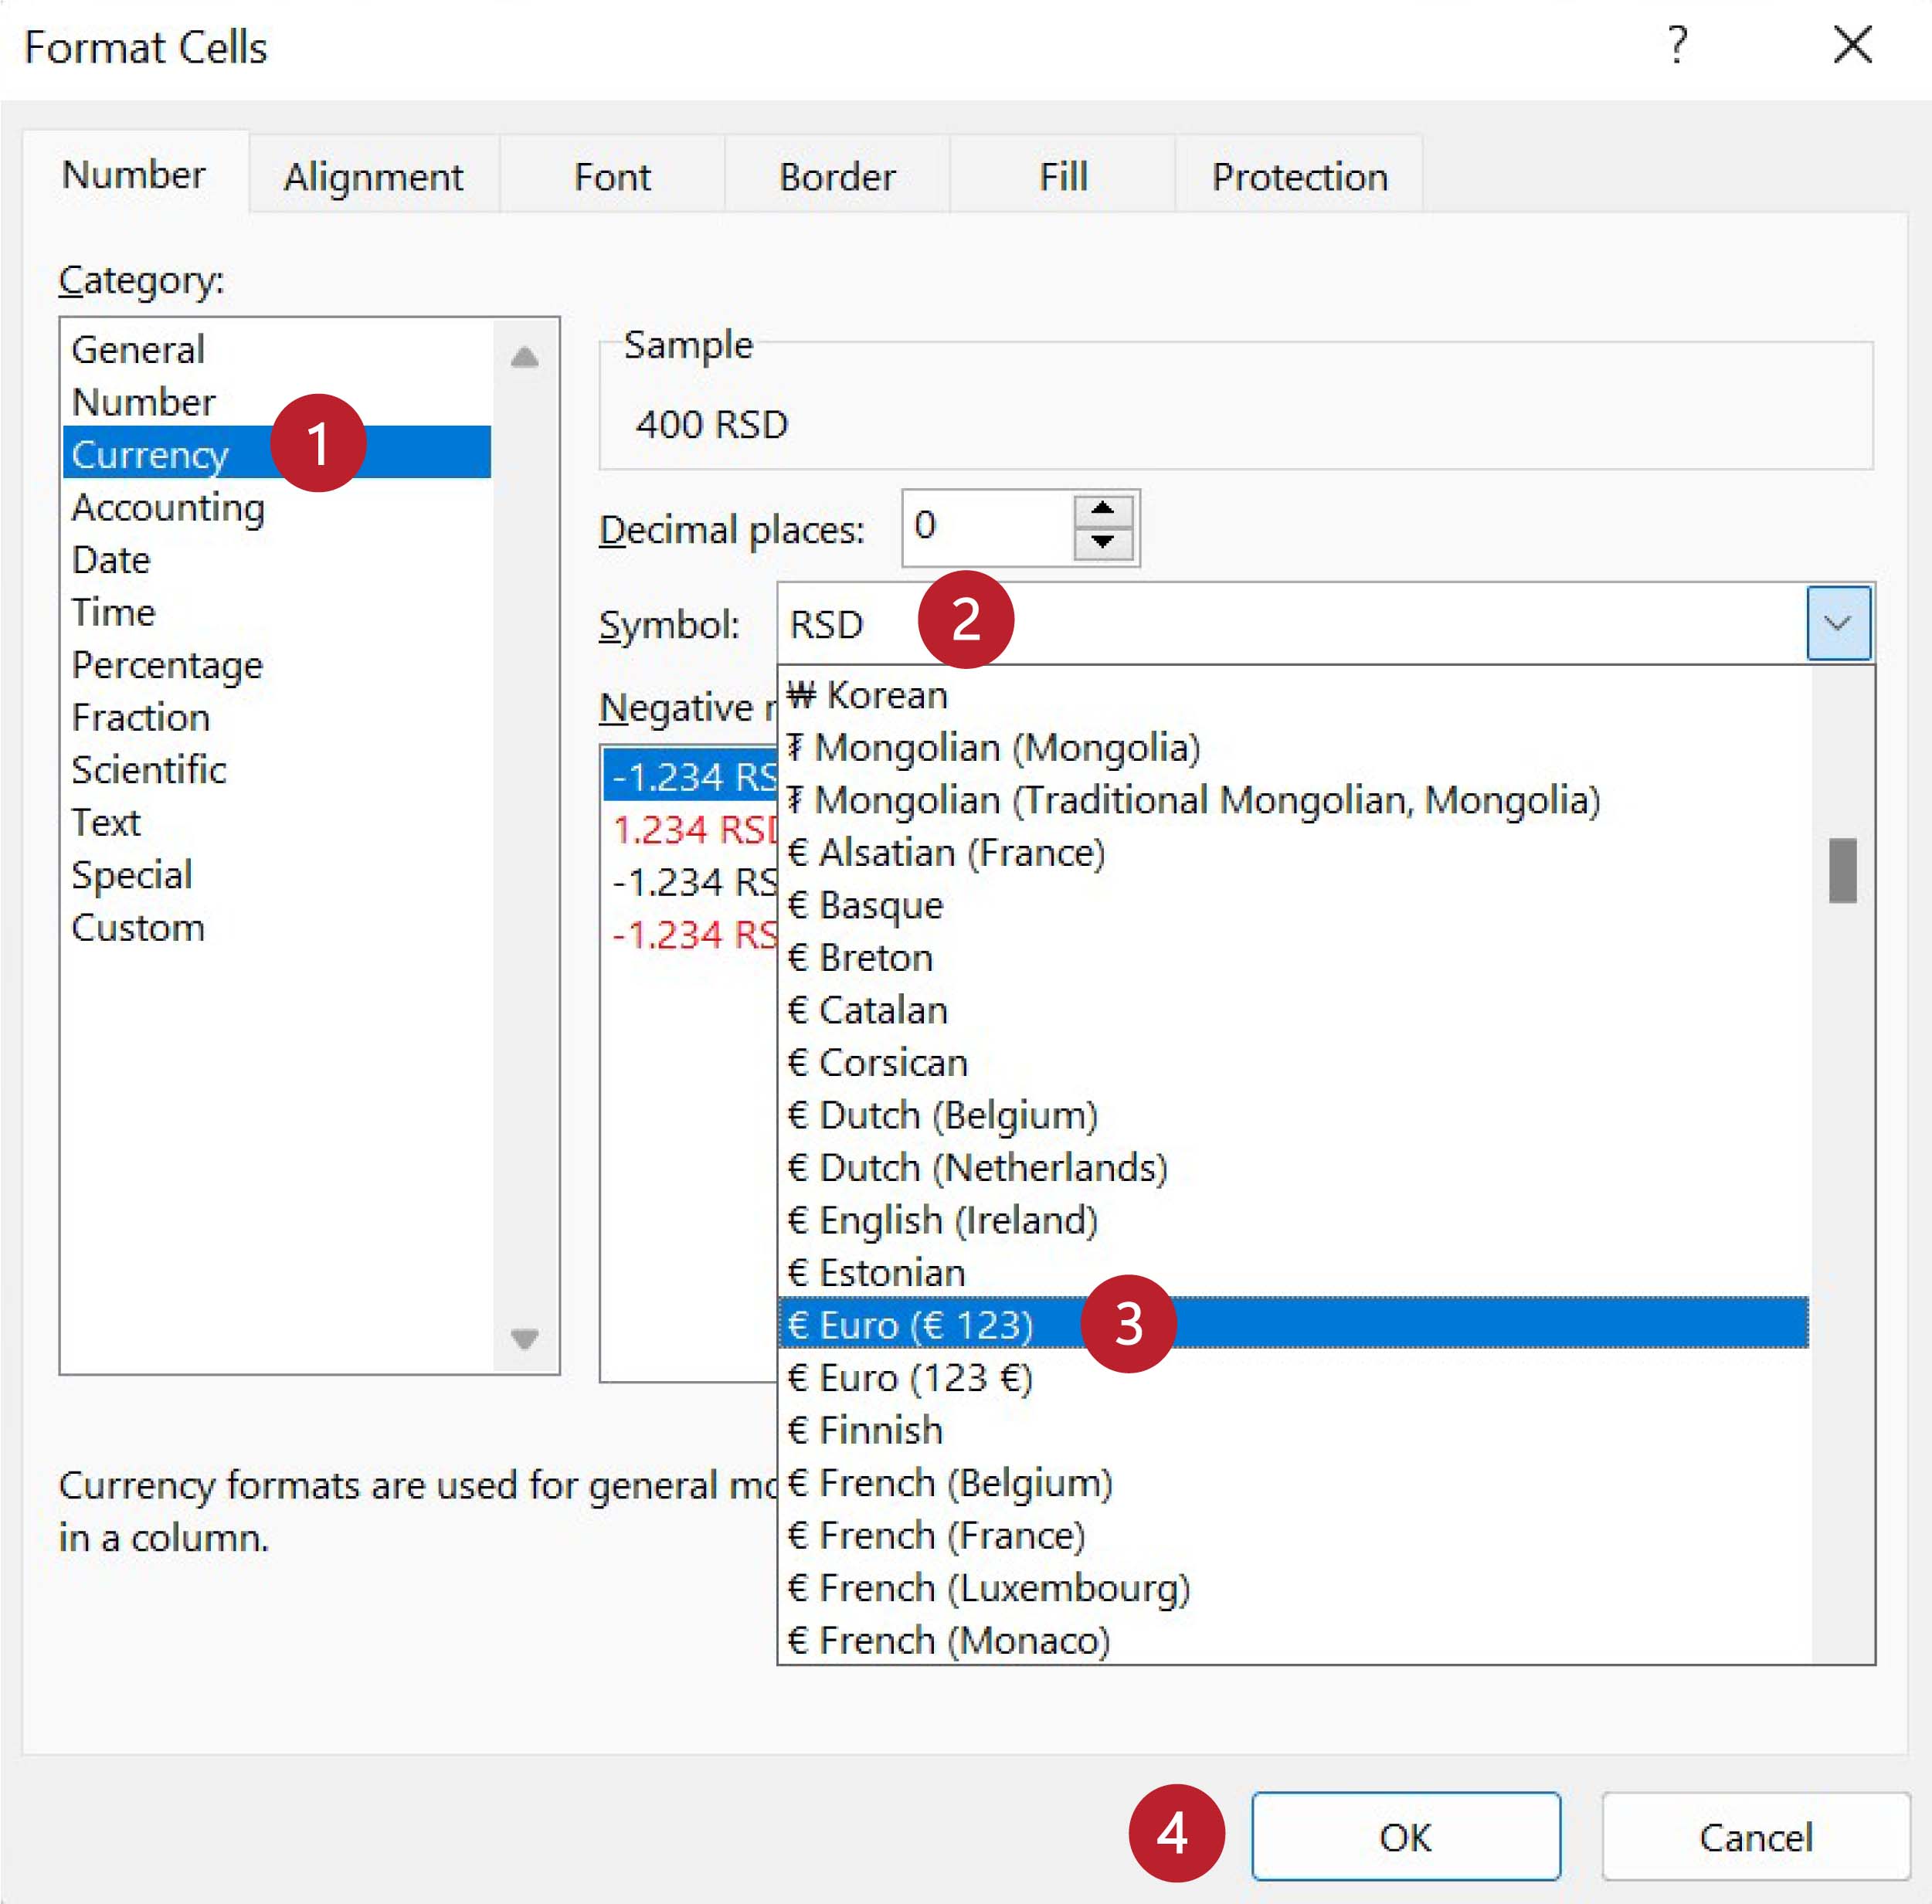 Format Cells ?
Number Alignment Font Border Fill Protection
Category:
General
Number
Currency 1
Accounting
Date
Time
Percentage
Fraction
Scientific
Text
Special
Custom
Sample
400 RSD
Decimal places: 0
Symbol: RSD 2
Negative
-1.234 RS
1.234 RSD
-1.234 RS
-1.234 RS
₩ Korean
₮ Mongolian (Mongolia)
₮ Mongolian (Traditional Mongolian, Mongolia)
€ Alsatian (France)
€ Basque
€ Breton
€ Catalan
€ Corsican
€ Dutch (Belgium)
€ Dutch (Netherlands)
€ English (Ireland)
€ Estonian
€ Euro (€ 123) 3
€ Euro (123 €)
€ Finnish
€ French (Belgium)
€ French (France)
€ French (Luxembourg)
€ French (Monaco)
Currency formats are used for general mo
in a column.
4 OK Cancel